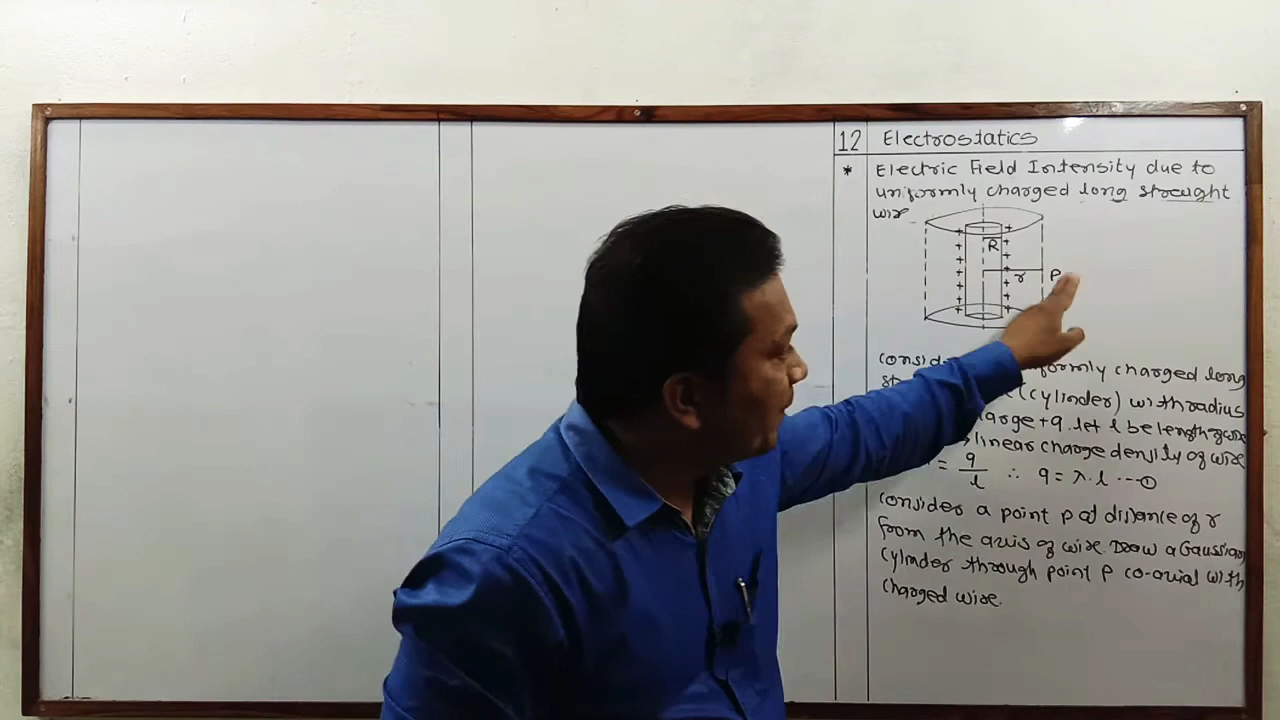 12 Electrostatics
* Electric Field Intensity due to
uniformly charged long straught
wire
R
r P
formly charged long
(cylinder) with radius
charge +q. let l be length of wire
linear charge density of wire
= q/l ∴ q = λ.l ---①
Consider a point P at distance of r
from the axis of wire. Draw a Gaussian
cylinder through point P co-axial with
charged wire.